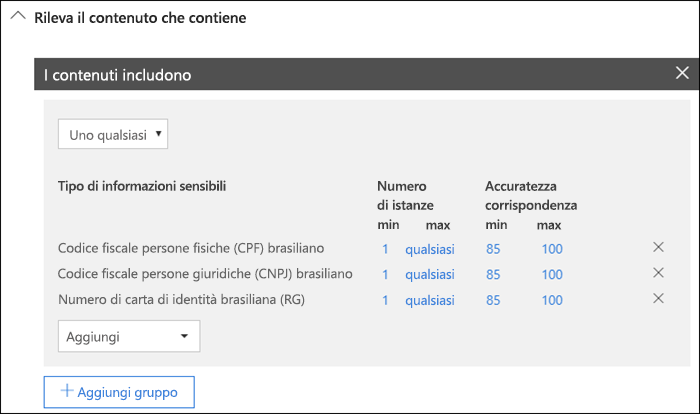 Rileva il contenuto che contiene
I contenuti includono
Uno qualsiasi
Tipo di informazioni sensibili
Numero di istanze
Accuratezza corrispondenza
min max min max
Codice fiscale persone fisiche (CPF) brasiliano 1 qualsiasi 85 100
Codice fiscale persone giuridiche (CNPJ) brasiliano 1 qualsiasi 85 100
Numero di carta di identità brasiliana (RG) 1 qualsiasi 85 100
Aggiungi
+ Aggiungi gruppo